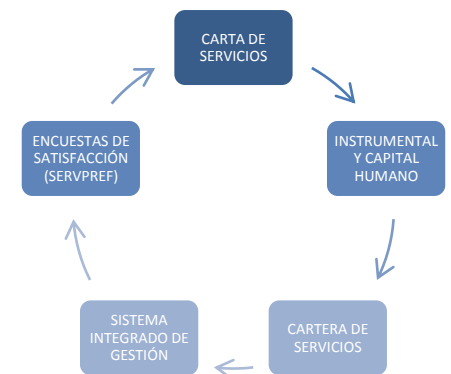 CARTA DE
SERVICIOS
INSTRUMENTAL
Y CAPITAL
HUMANO
CARTERA DE
SERVICIOS
SISTEMA
INTEGRADO DE
GESTIÓN
ENCUESTAS DE
SATISFACCIÓN
(SERVPREF)